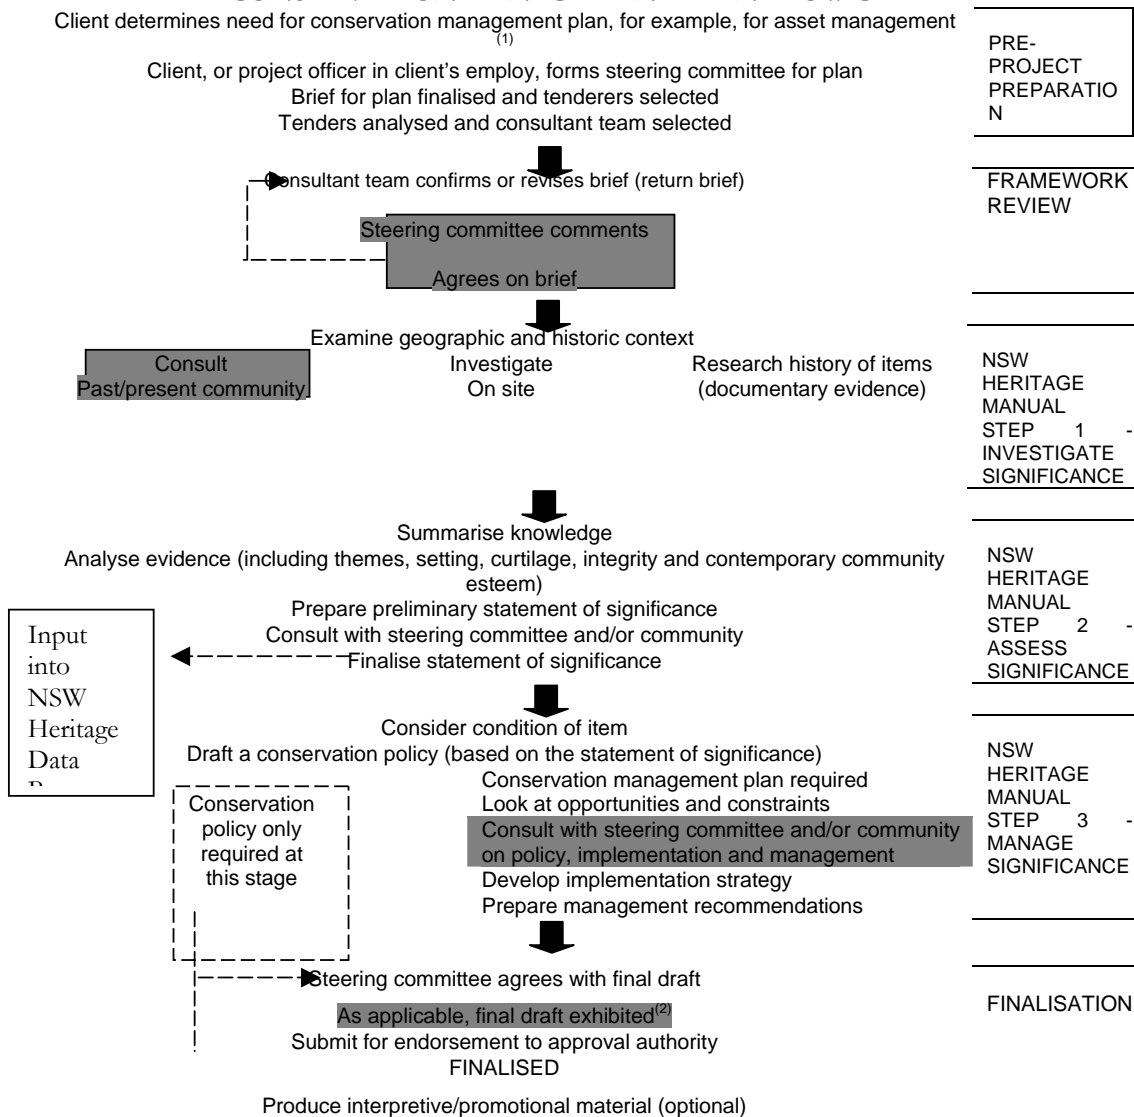 Client determines need for conservation management plan, for example, for asset management
(1)
Client, or project officer in client's employ, forms steering committee for plan
Brief for plan finalised and tenderers selected
Tenders analysed and consultant team selected
PRE-
PROJECT
PREPARATIO
N
Consultant team confirms or revises brief (return brief)
Steering committee comments
Agrees on brief
FRAMEWORK
REVIEW
Examine geographic and historic context
Consult
Past/present community
Investigate
On site
Research history of items
(documentary evidence)
NSW
HERITAGE
MANUAL
STEP 1 -
INVESTIGATE
SIGNIFICANCE
Summarise knowledge
Analyse evidence (including themes, setting, curtilage, integrity and contemporary community
esteem)
Prepare preliminary statement of significance
Consult with steering committee and/or community
Finalise statement of significance
NSW
HERITAGE
MANUAL
STEP 2 -
ASSESS
SIGNIFICANCE
Input
into
NSW
Heritage
Data
Consider condition of item
Draft a conservation policy (based on the statement of significance)
Conservation
policy only
required at
this stage
Conservation management plan required
Look at opportunities and constraints
Consult with steering committee and/or community
on policy, implementation and management
Develop implementation strategy
Prepare management recommendations
NSW
HERITAGE
MANUAL
STEP 3 -
MANAGE
SIGNIFICANCE
Steering committee agrees with final draft
As applicable, final draft exhibited(2)
Submit for endorsement to approval authority
FINALISED
Produce interpretive/promotional material (optional)
FINALISATION